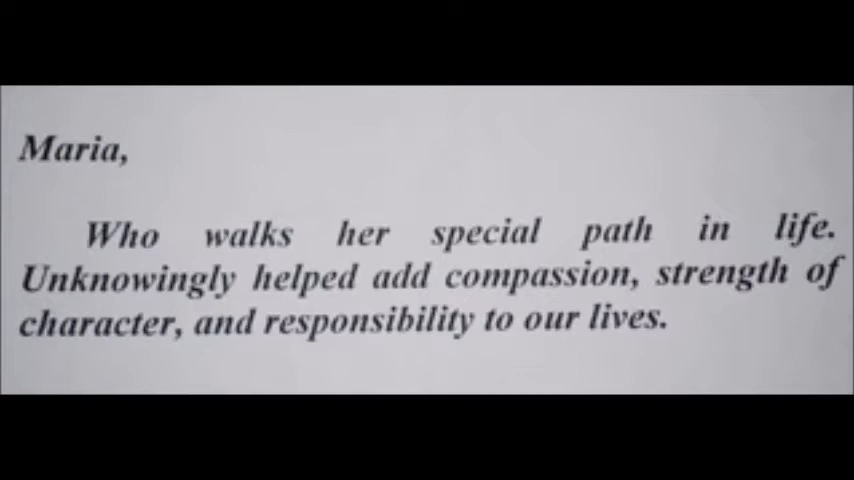 Maria,
Who walks her special path in life.
Unknowingly helped add compassion, strength of
character, and responsibility to our lives.